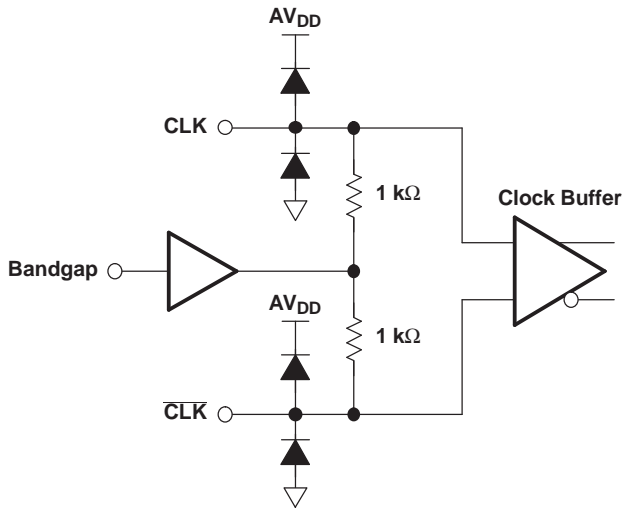 AVDD
CLK
1 kΩ
Clock Buffer
Bandgap
AVDD
1 kΩ
CLK